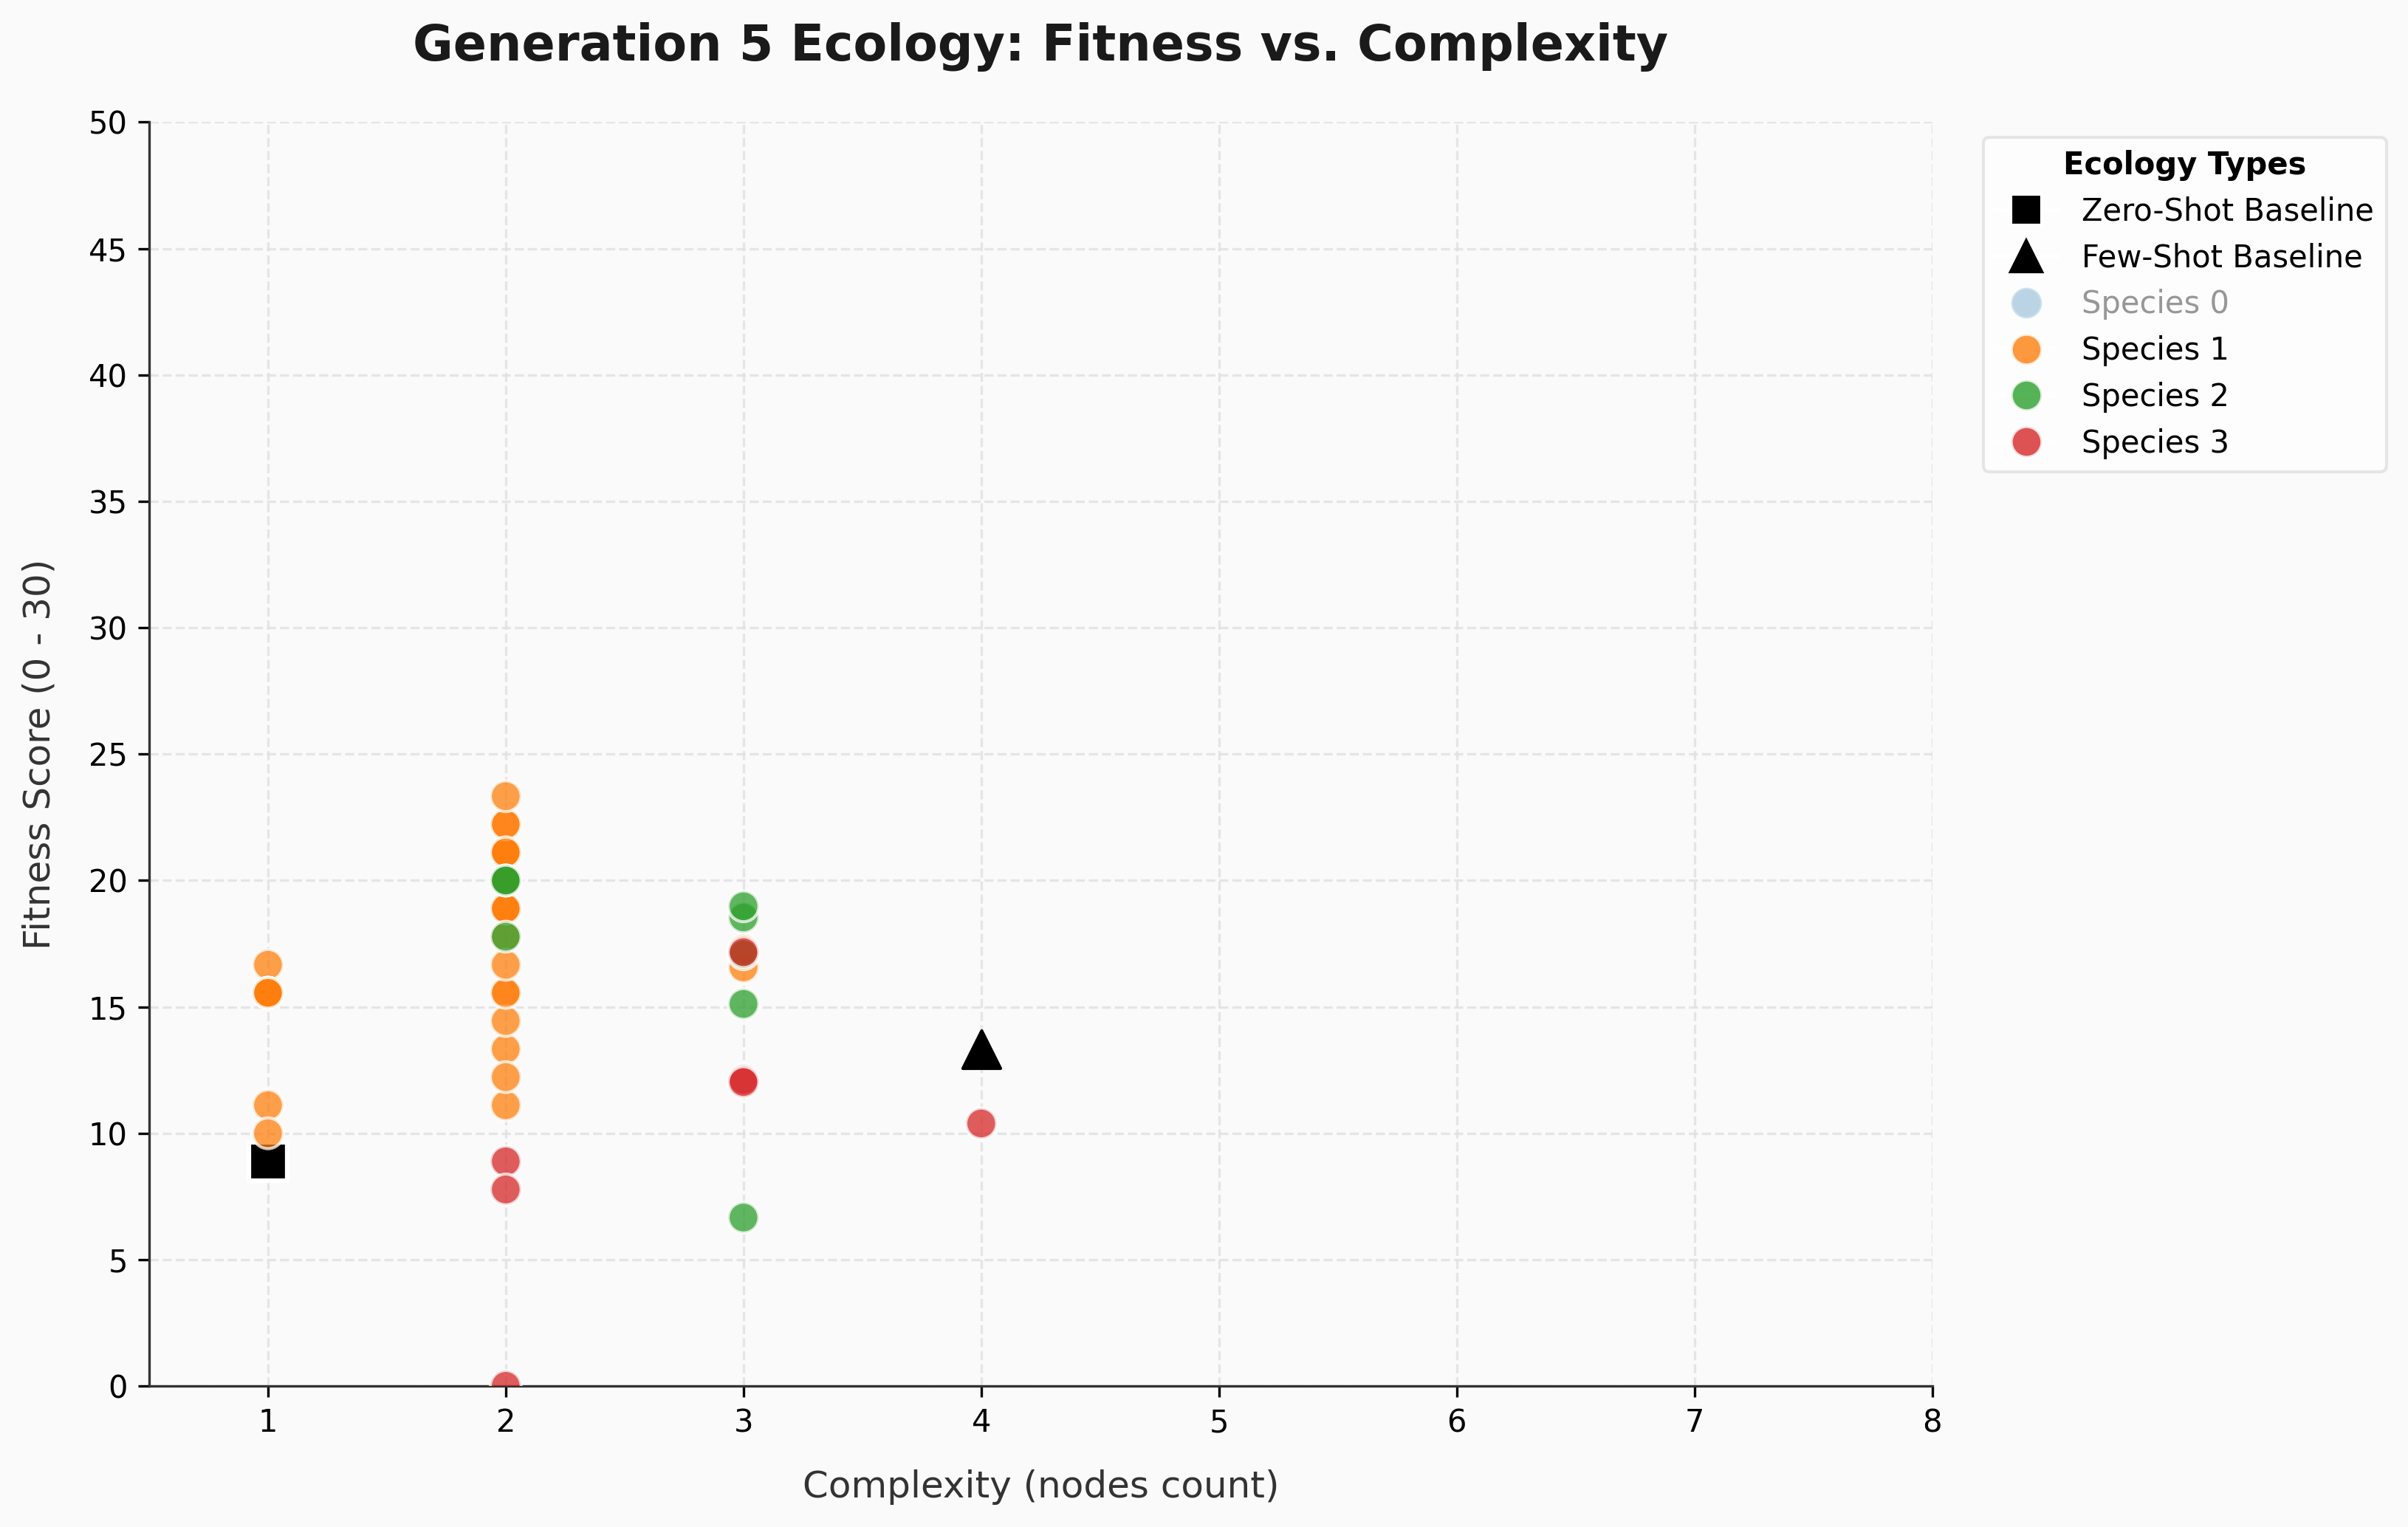 Generation 5 Ecology: Fitness vs. Complexity
50
45
40
35
30
25
20
15
10
5
0
Fitness Score (0 - 30)
1 2 3 4 5 6 7 8
Complexity (nodes count)
Ecology Types
Zero-Shot Baseline
Few-Shot Baseline
Species 0
Species 1
Species 2
Species 3